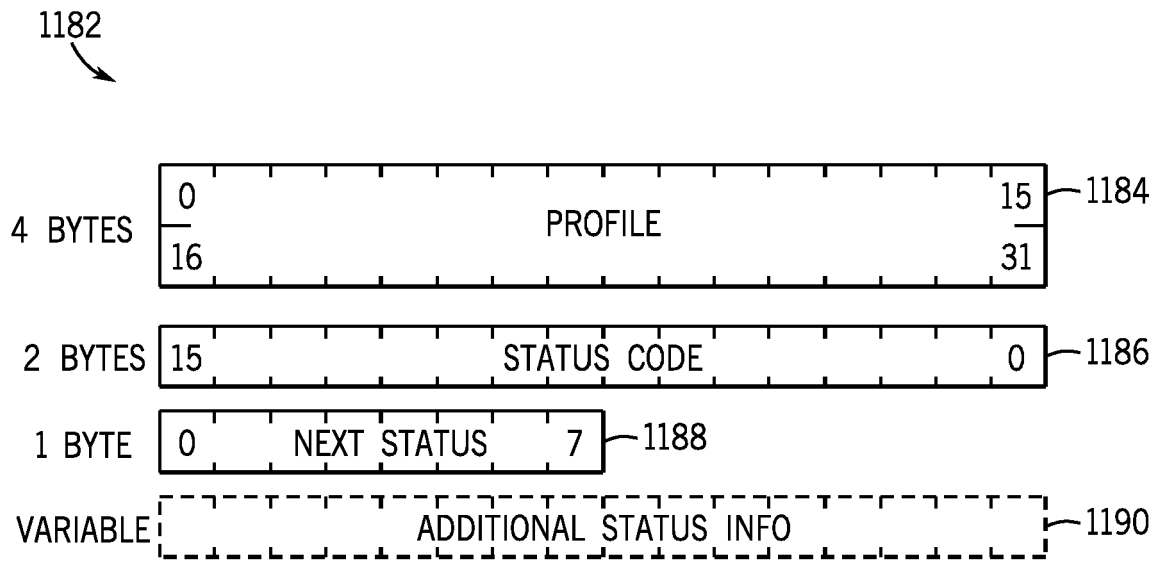 1182
0 15 1184
4 BYTES PROFILE
16 31
2 BYTES 15 STATUS CODE 0 1186
1 BYTE 0 NEXT STATUS 7 1188
VARIABLE ADDITIONAL STATUS INFO 1190